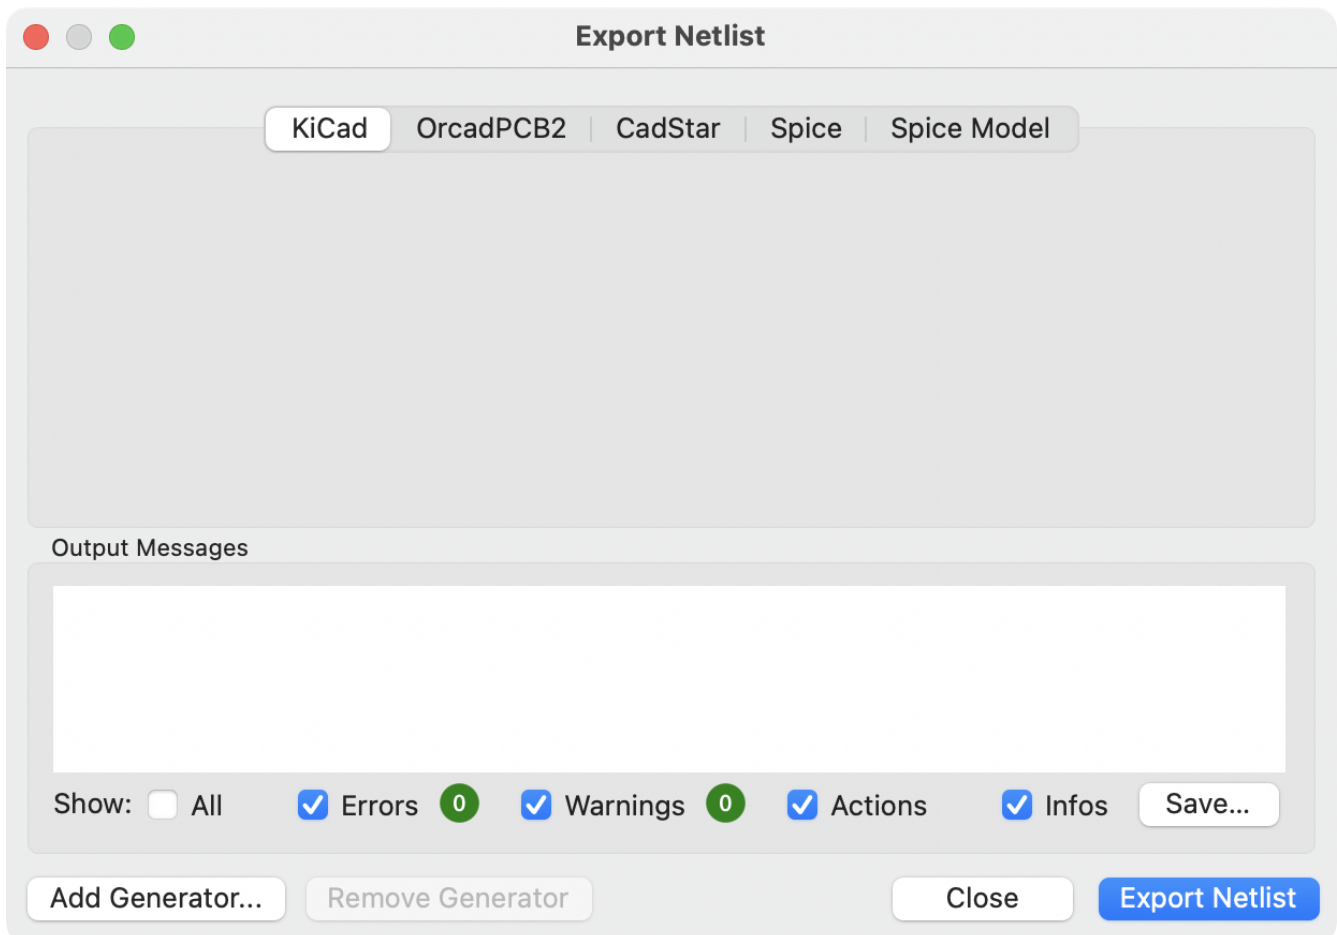 Export Netlist
KiCad OrcadPCB2 CadStar Spice Spice Model
Output Messages
Show: All Errors 0 Warnings 0 Actions Infos Save...
Add Generator... Remove Generator Close Export Netlist